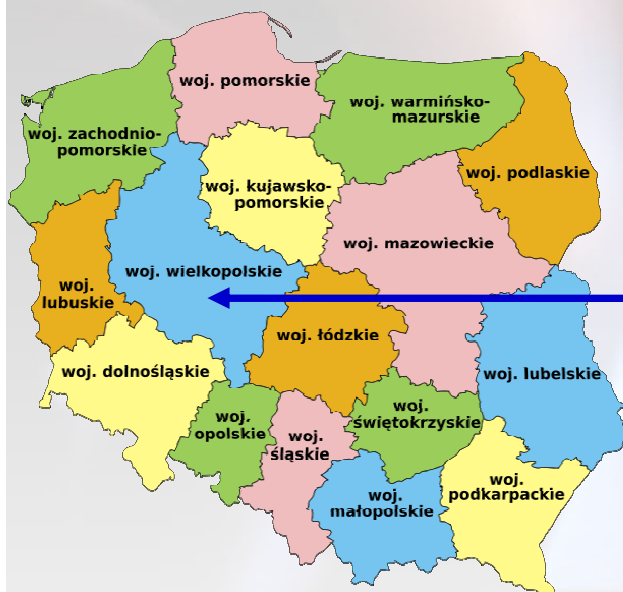 woj. pomorskie
woj. warmińsko-
mazurskie
woj. zachodnio-
pomorskie
woj. podlaskie
woj. kujawsko-
pomorskie
woj. mazowieckie
woj. wielkopolskie
woj.
lubuskie
woj. łódzkie
woj. dolnośląskie
woj. lubelskie
woj.
opolskie
woj.
śląskie
woj.
świętokrzyskie
woj.
małopolskie
woj.
podkarpackie